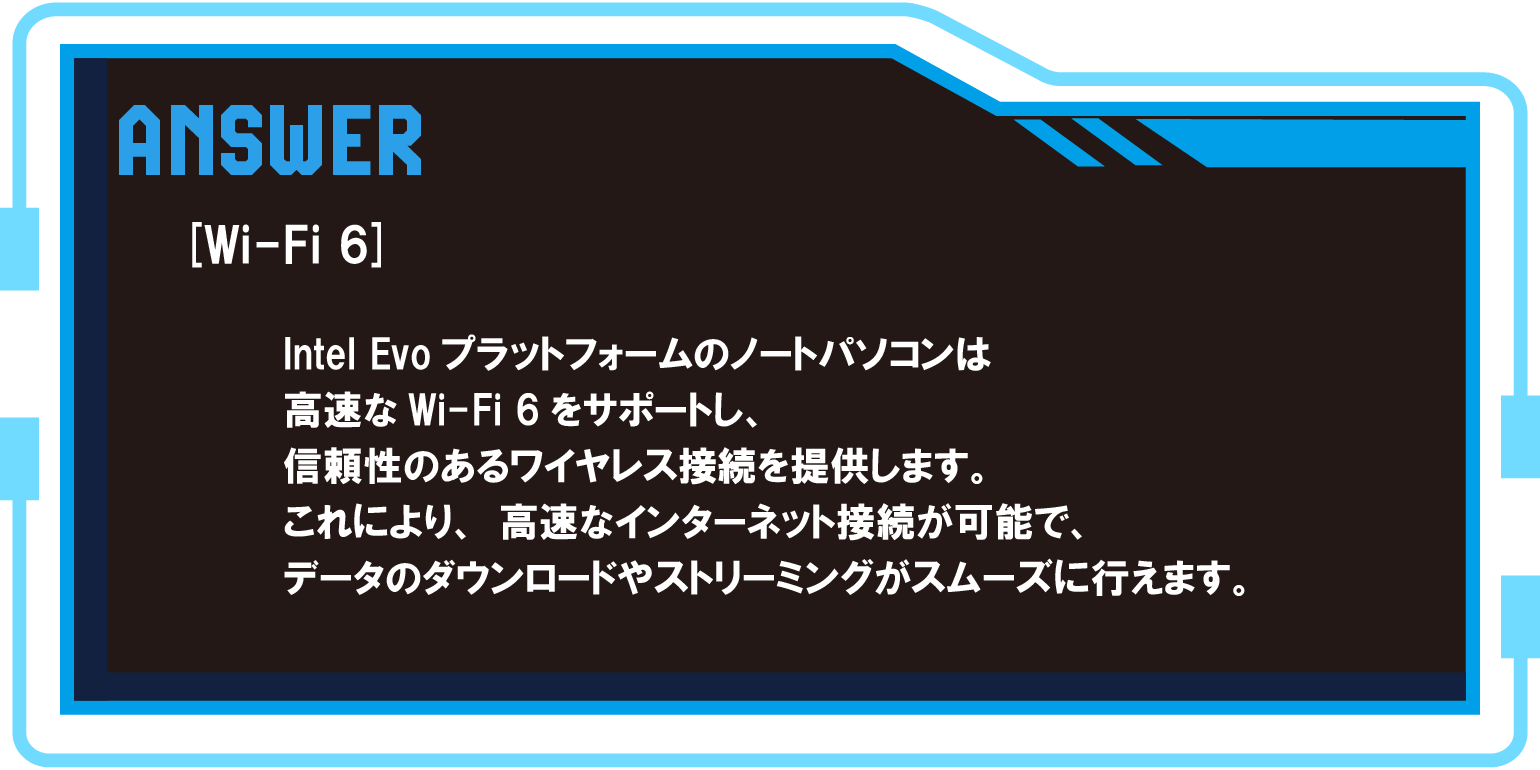 ANSWER
[Wi-Fi 6]
Intel Evo プラットフォームのノートパソコンは
高速な Wi-Fi 6 をサポートし、
信頼性のあるワイヤレス接続を提供します。
これにより、 高速なインターネット接続が可能で、
データのダウンロードやストリーミングがスムーズに行えます。